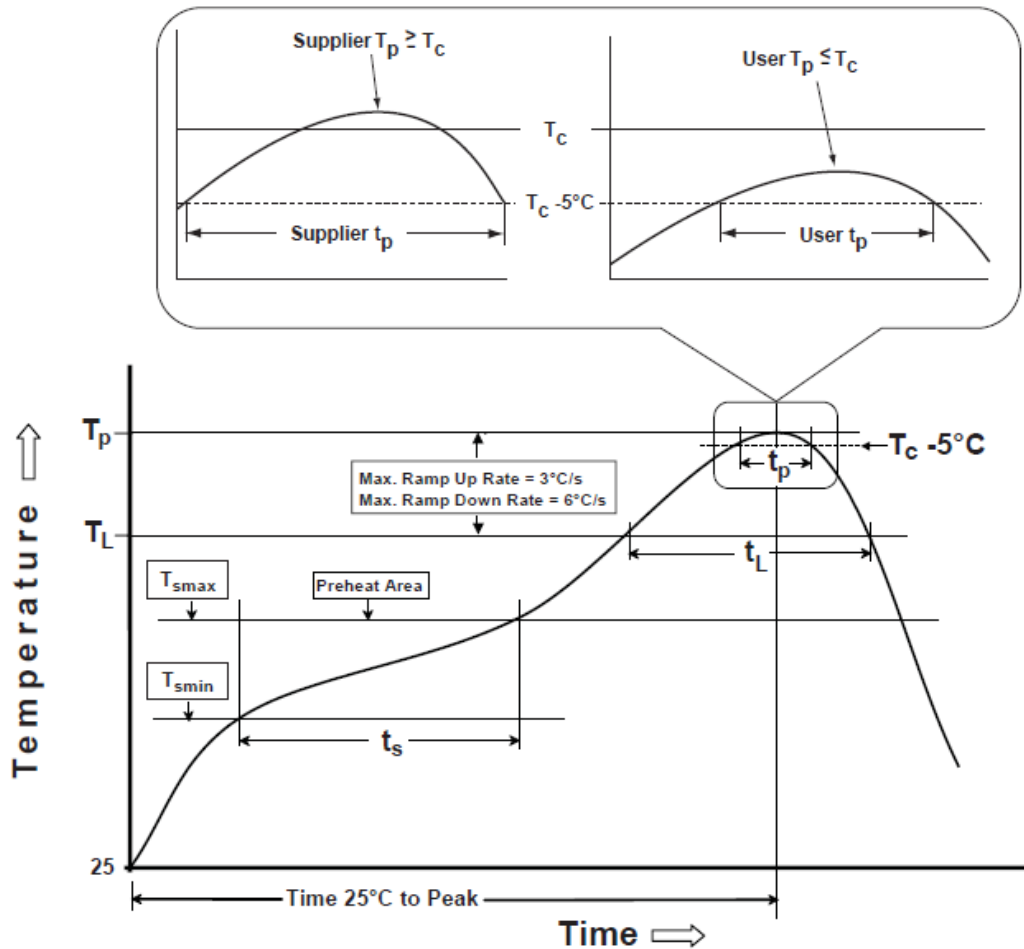 Supplier Tp ≥ Tc
User Tp ≤ Tc
Tc
Tc -5°C
Supplier tp
User tp
Tp
Tc -5°C
tp
Max. Ramp Up Rate = 3°C/s
Max. Ramp Down Rate = 6°C/s
TL
tL
Tsmax
Preheat Area
Tsmin
ts
Temperature
25
Time 25°C to Peak
Time